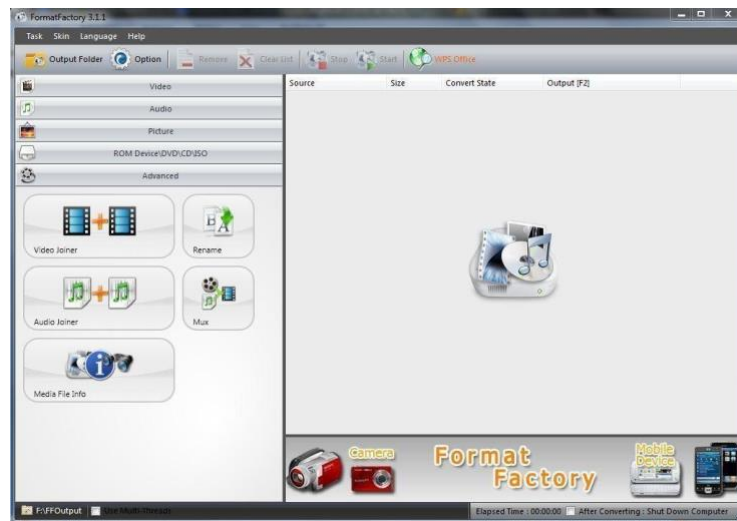 FormatFactory 3.1.1
Task Skin Language Help
Output Folder Option Remove Clear List Stop Start WPS Office
Video
Audio
Picture
ROM Device\DVD\CD\ISO
Advanced
Video Joiner Rename
Audio Joiner Mux
Media File Info
Source Size Convert State Output [F2]
Camera Format Factory Mobile Device
F:\FFOutput Use Multi-Threads Elapsed Time : 00:00:00 After Converting : Shut Down Computer